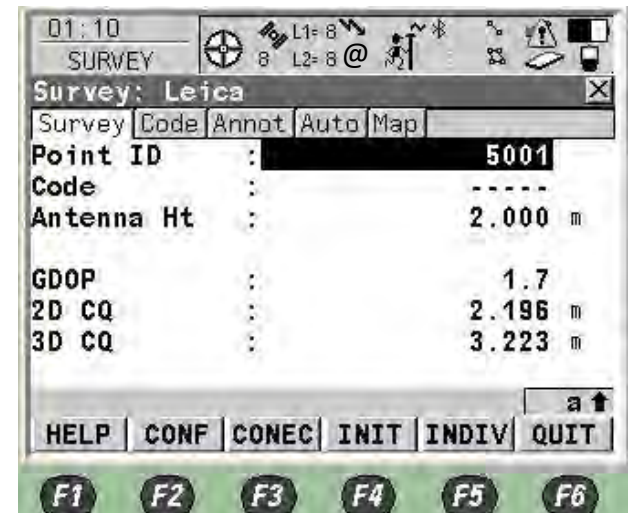 01:10 L1= 8
SURVEY 8 L2= 8 @
Survey: Leica
Survey Code Annot Auto Map
Point ID : 5001
Code : -----
Antenna Ht : 2.000 m
GDOP : 1.7
2D CQ : 2.196 m
3D CQ : 3.223 m
a
HELP CONF CONEC INIT INDIV QUIT
F1 F2 F3 F4 F5 F6